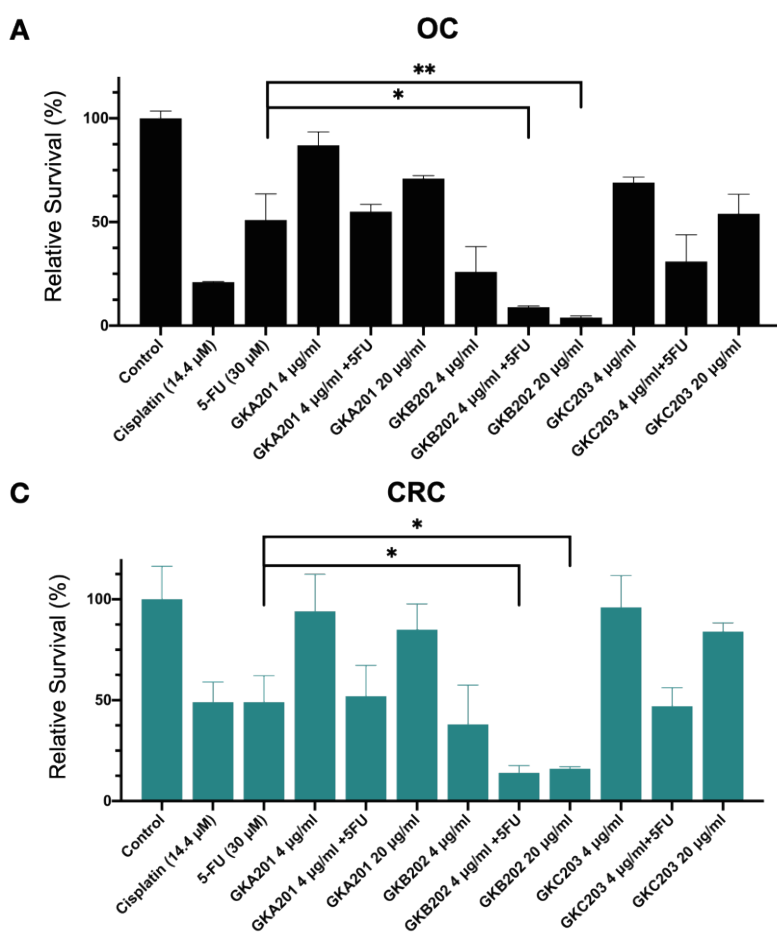 A
OC
**
*
Relative Survival (%)
100
50
0
Control
Cisplatin (14.4 µM)
5-FU (30 µM)
GKA201 4 µg/ml
GKA201 4 µg/ml +5FU
GKA201 20 µg/ml
GKB202 4 µg/ml
GKB202 4 µg/ml +5FU
GKB202 20 µg/ml
GKC203 4 µg/ml
GKC203 4 µg/ml+5FU
GKC203 20 µg/ml
C
CRC
*
*
Relative Survival (%)
100
50
0
Control
Cisplatin (14.4 µM)
5-FU (30 µM)
GKA201 4 µg/ml
GKA201 4 µg/ml +5FU
GKA201 20 µg/ml
GKB202 4 µg/ml
GKB202 4 µg/ml +5FU
GKB202 20 µg/ml
GKC203 4 µg/ml
GKC203 4 µg/ml+5FU
GKC203 20 µg/ml